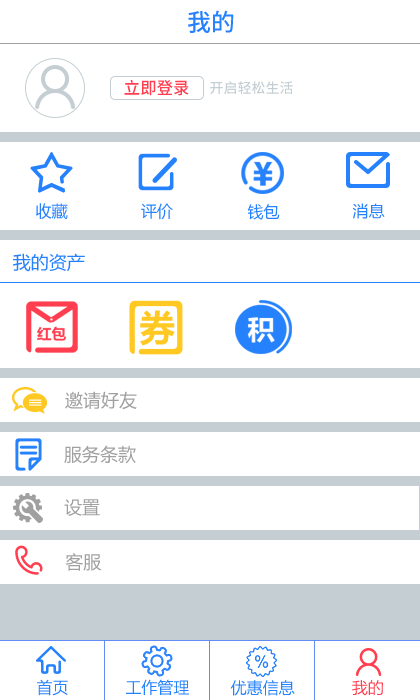 我的
立即登录 开启轻松生活
收藏 评价 钱包 消息
我的资产
红包 券 积
邀请好友
服务条款
设置
客服
首页 工作管理 优惠信息 我的